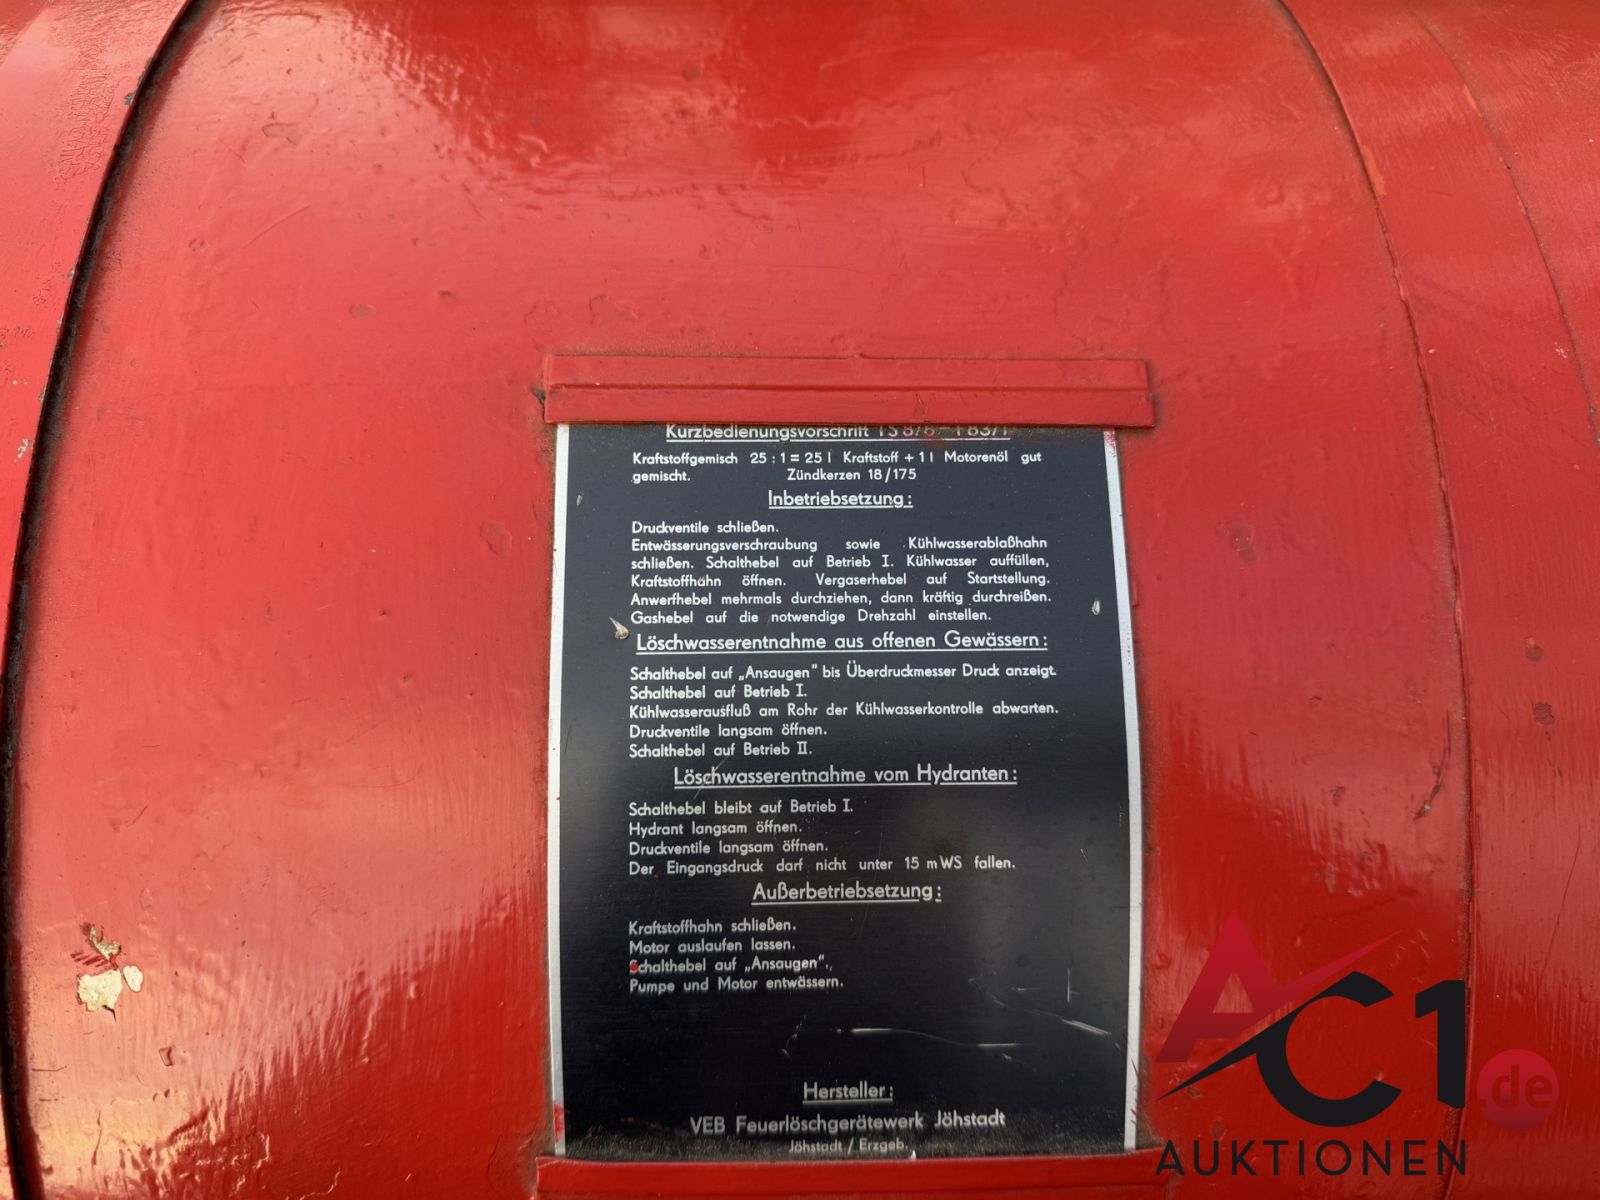 Kurzbedienungsvorschrift TS 8/8
Kraftstoffgemisch 25 : 1 = 25 l Kraftstoff + 1 l Motorenöl gut
gemischt. Zündkerzen 18/175
Inbetriebsetzung:
Druckventile schließen.
Entwässerungsverschraubung sowie Kühlwasserablaßhahn
schließen. Schalthebel auf Betrieb I. Kühlwasser auffüllen,
Kraftstoffhahn öffnen. Vergaserhebel auf Startstellung.
Anwerfhebel mehrmals durchziehen, dann kräftig durchreißen.
Gashebel auf die notwendige Drehzahl einstellen.
Löschwasserentnahme aus offenen Gewässern:
Schalthebel auf „Ansaugen" bis Überdruckmesser Druck anzeigt.
Schalthebel auf Betrieb I.
Kühlwasserausfluß am Rohr der Kühlwasserkontrolle abwarten.
Druckventile langsam öffnen.
Schalthebel auf Betrieb II.
Löschwasserentnahme vom Hydranten:
Schalthebel bleibt auf Betrieb I.
Hydrant langsam öffnen.
Druckventile langsam öffnen.
Der Eingangsdruck darf nicht unter 15 mWS fallen.
Außerbetriebsetzung:
Kraftstoffhahn schließen.
Motor auslaufen lassen.
Schalthebel auf „Ansaugen".
Pumpe und Motor entwässern.
Hersteller:
VEB Feuerlöschgerätewerk Jöhstadt
Jöhstadt / Erzgeb.
AC1.de
AUKTIONEN